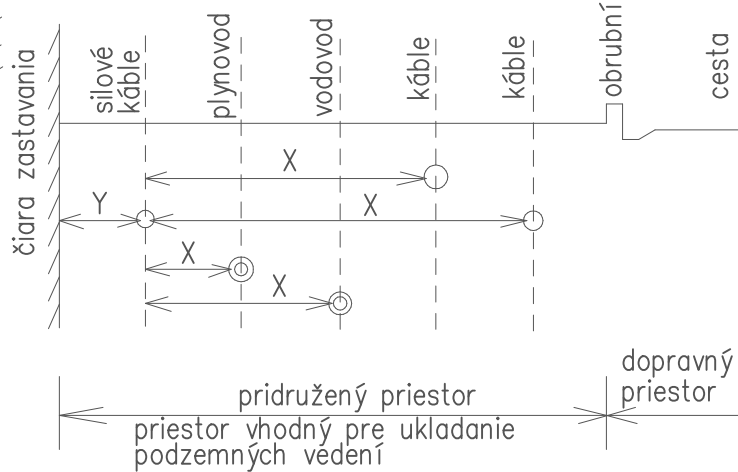 čiara zastavania
silové
káble
plynovod
vodovod
káble
káble
obrubní
cesta
X
Y
X
X
X
pridružený priestor
priestor vhodný pre ukladanie
podzemných vedení
dopravný
priestor